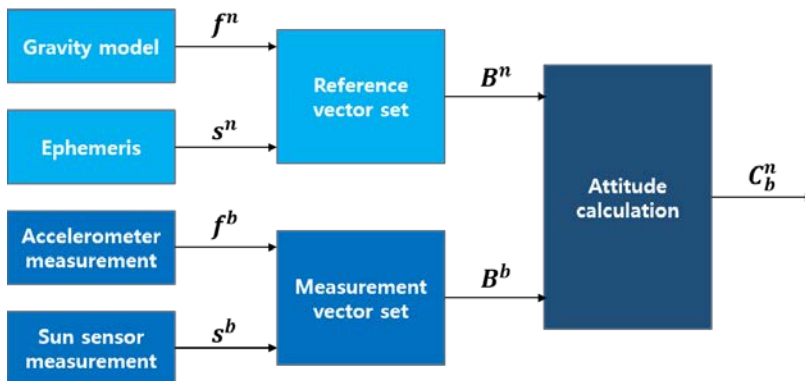 Gravity model
f^n
Reference
vector set
B^n
Ephemeris
s^n
Attitude
calculation
C_b^n
Accelerometer
measurement
f^b
Measurement
vector set
B^b
Sun sensor
measurement
s^b